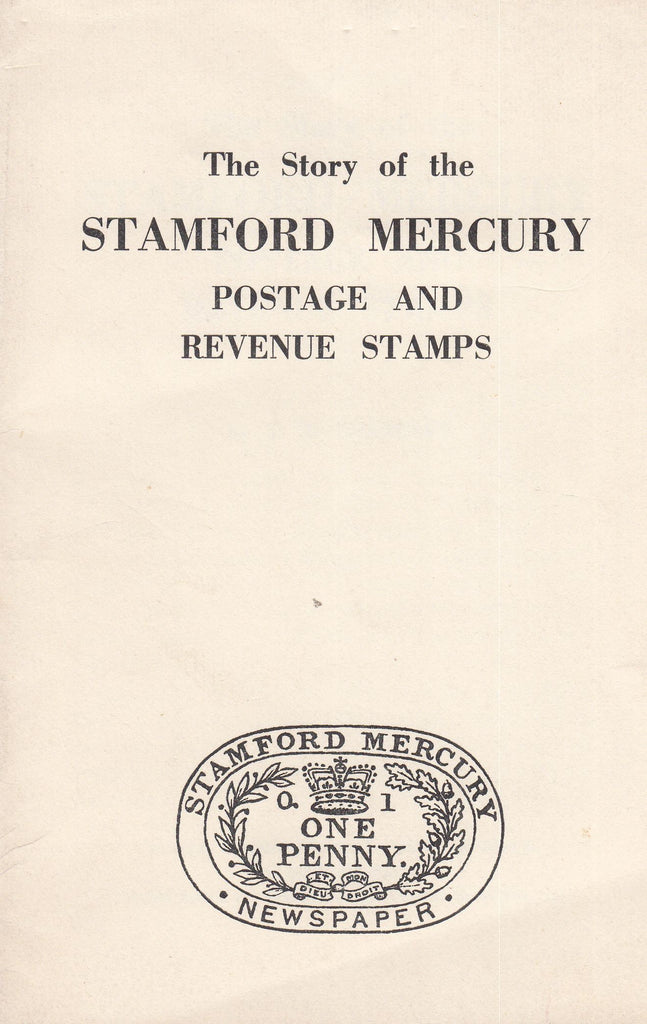 The Story of the
STAMFORD MERCURY
POSTAGE AND
REVENUE STAMPS
STAMFORD MERCURY
0. 1
ONE
PENNY.
ET MON
DIEU DROIT
• NEWSPAPER •